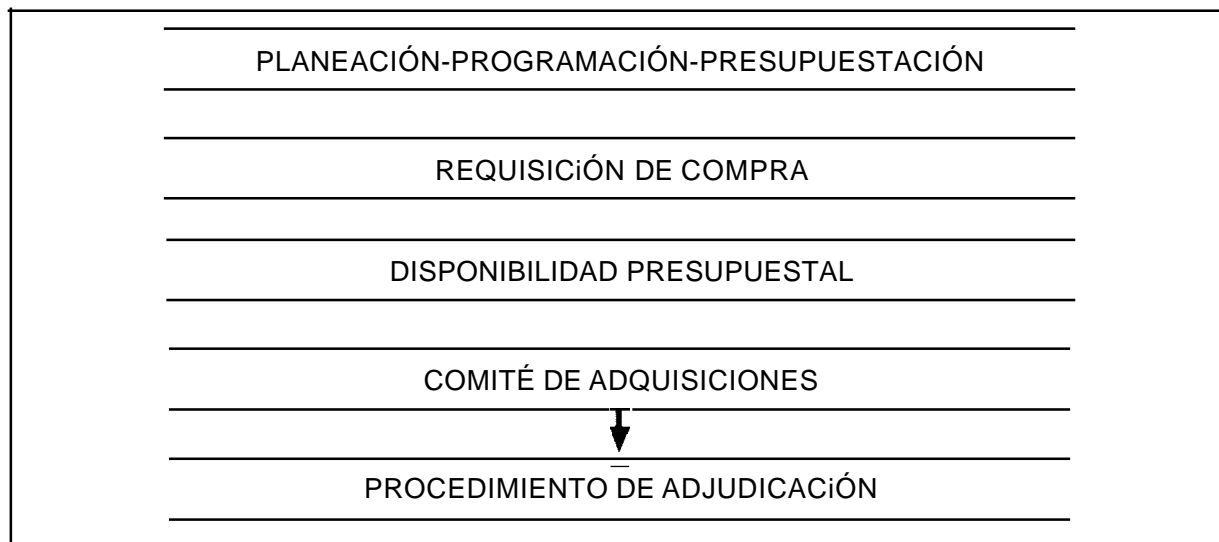 PLANEACIÓN-PROGRAMACIÓN-PRESUPUESTACIÓN
REQUISICiÓN DE COMPRA
DISPONIBILIDAD PRESUPUESTAL
COMITÉ DE ADQUISICIONES
PROCEDIMIENTO DE ADJUDICACiÓN